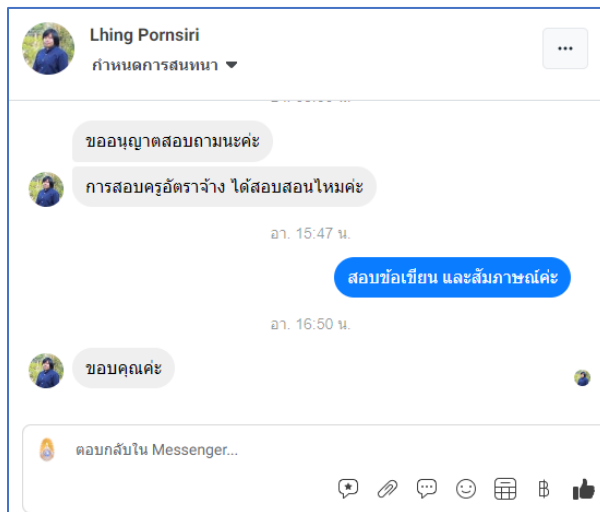 Lhing Pornsiri
กำหนดการสนทนา
ขออนุญาตสอบถามนะค่ะ
การสอบครูอัตราจ้าง ได้สอบสอนไหมค่ะ
อา. 15:47 น.
สอบข้อเขียน และสัมภาษณ์ค่ะ
อา. 16:50 น.
ขอบคุณค่ะ
ตอบกลับใน Messenger...